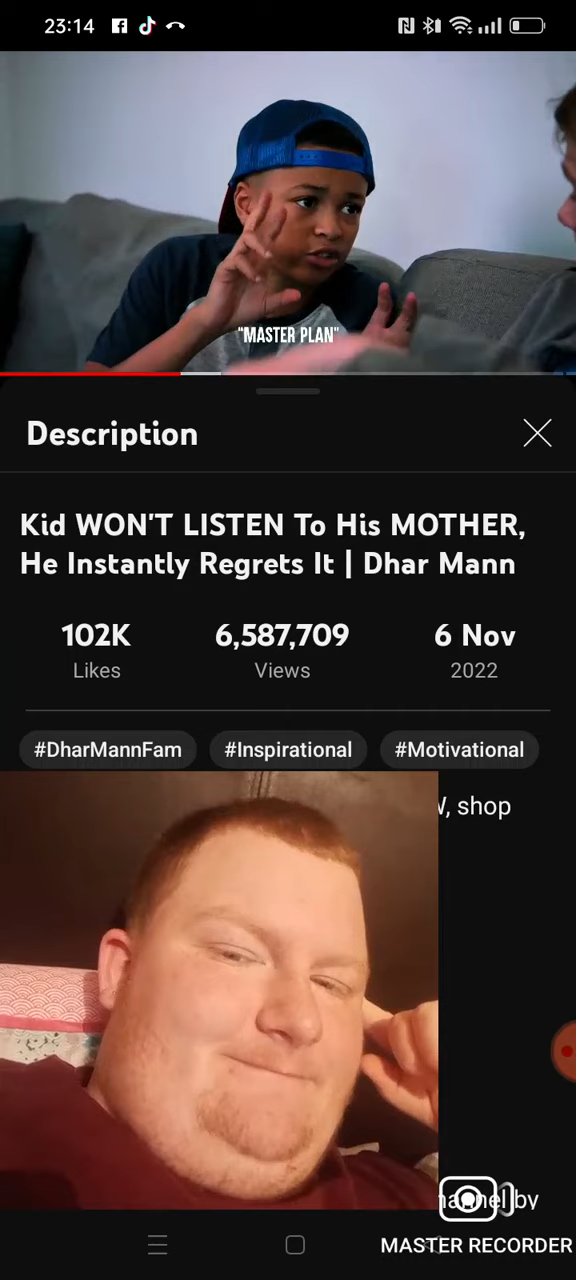 23:14
"MASTER PLAN"
Description
Kid WON'T LISTEN To His MOTHER,
He Instantly Regrets It | Dhar Mann
102K
6,587,709
6 Nov
Likes
Views
2022
#DharMannFam
#Inspirational
#Motivational
shop
by
MASTER RECORDER